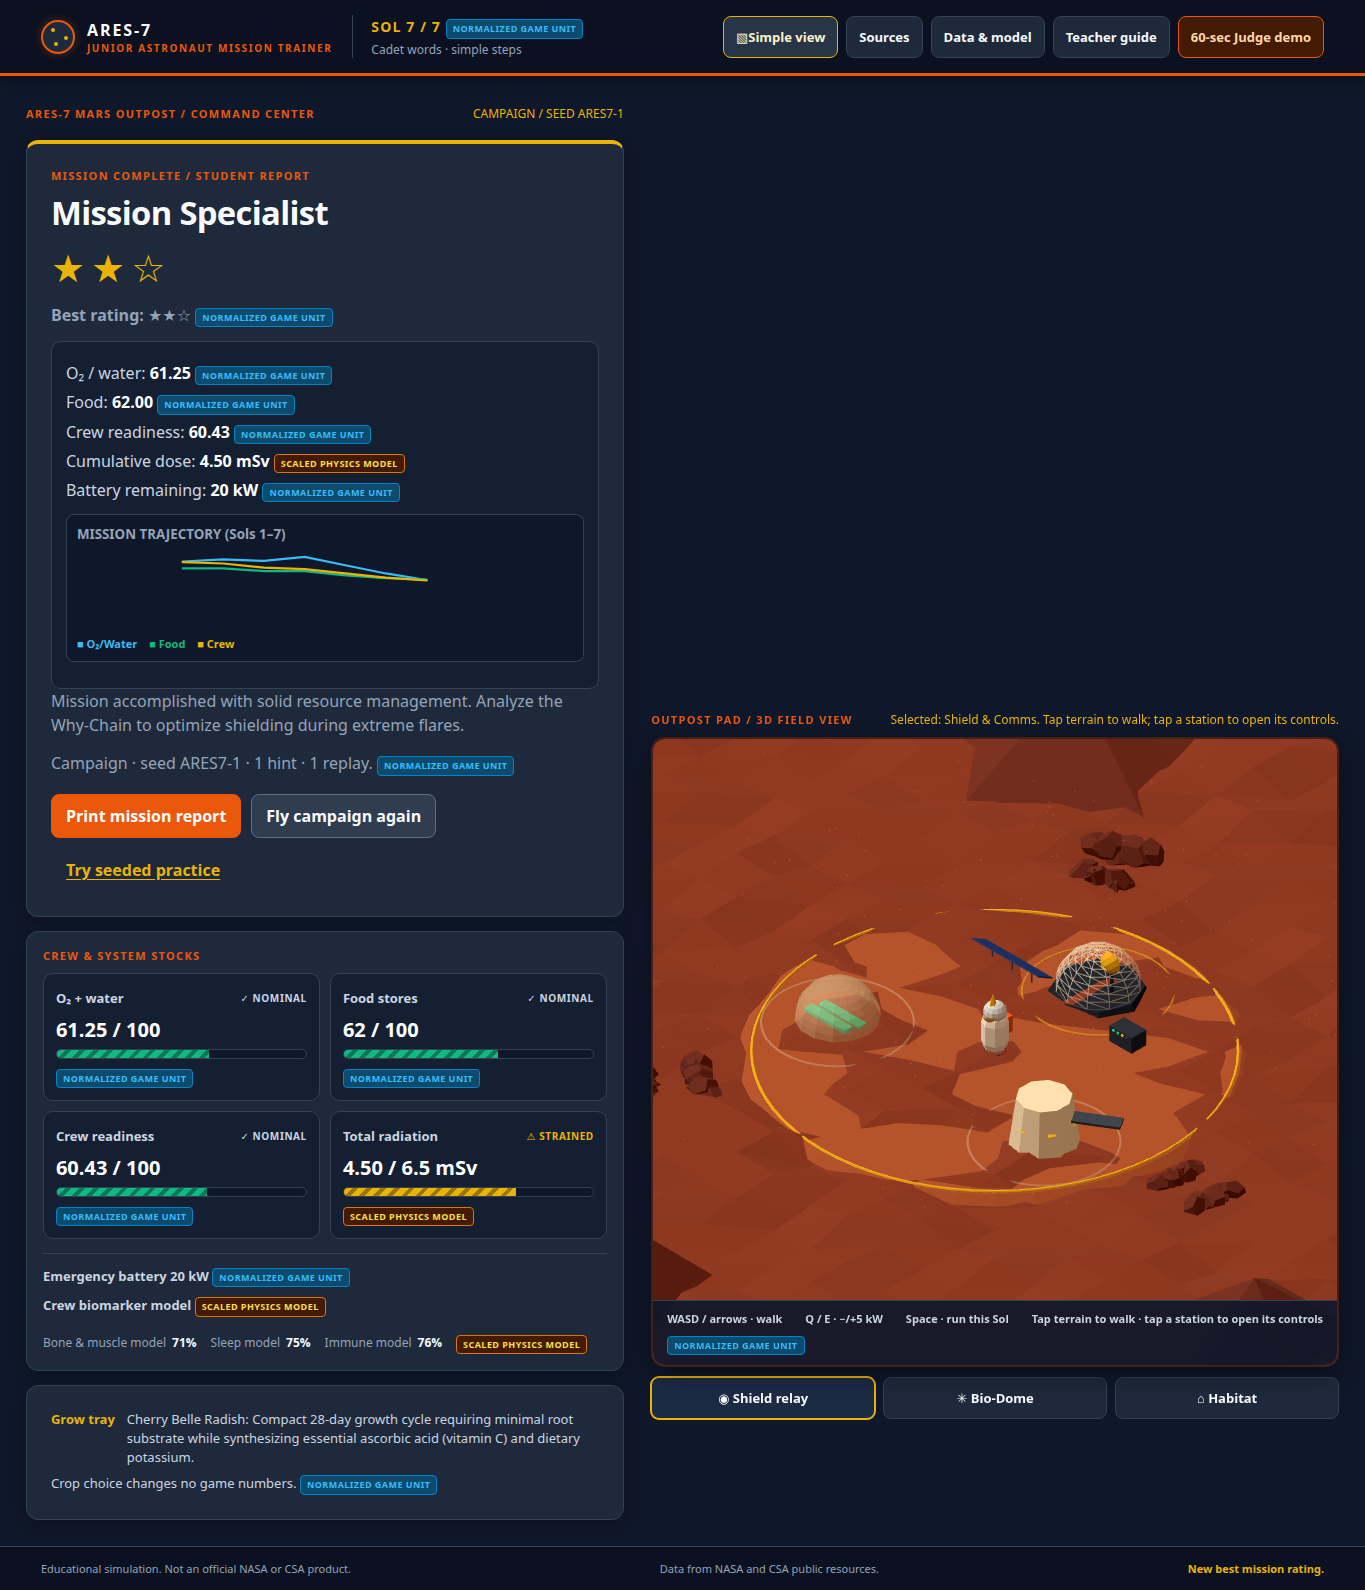 ARES-7
JUNIOR ASTRONAUT MISSION TRAINER
SOL 7 / 7 NORMALIZED GAME UNIT
Cadet words · simple steps
▧Simple view
Sources
Data & model
Teacher guide
60-sec Judge demo
ARES-7 MARS OUTPOST / COMMAND CENTER
CAMPAIGN / SEED ARES7-1
MISSION COMPLETE / STUDENT REPORT
Mission Specialist
★★☆
Best rating: ★★☆ NORMALIZED GAME UNIT
O₂ / water: 61.25 NORMALIZED GAME UNIT
Food: 62.00 NORMALIZED GAME UNIT
Crew readiness: 60.43 NORMALIZED GAME UNIT
Cumulative dose: 4.50 mSv SCALED PHYSICS MODEL
Battery remaining: 20 kW NORMALIZED GAME UNIT
MISSION TRAJECTORY (Sols 1–7)
■ O₂/Water ■ Food ■ Crew
Mission accomplished with solid resource management. Analyze the
Why-Chain to optimize shielding during extreme flares.
Campaign · seed ARES7-1 · 1 hint · 1 replay. NORMALIZED GAME UNIT
Print mission report
Fly campaign again
Try seeded practice
CREW & SYSTEM STOCKS
O₂ + water ✓ NOMINAL
61.25 / 100
NORMALIZED GAME UNIT
Food stores ✓ NOMINAL
62 / 100
NORMALIZED GAME UNIT
Crew readiness ✓ NOMINAL
60.43 / 100
NORMALIZED GAME UNIT
Total radiation ⚠ STRAINED
4.50 / 6.5 mSv
SCALED PHYSICS MODEL
Emergency battery 20 kW NORMALIZED GAME UNIT
Crew biomarker model SCALED PHYSICS MODEL
Bone & muscle model 71% Sleep model 75% Immune model 76% SCALED PHYSICS MODEL
Grow tray Cherry Belle Radish: Compact 28-day growth cycle requiring minimal root
substrate while synthesizing essential ascorbic acid (vitamin C) and dietary
potassium.
Crop choice changes no game numbers. NORMALIZED GAME UNIT
OUTPOST PAD / 3D FIELD VIEW
Selected: Shield & Comms. Tap terrain to walk; tap a station to open its controls.
WASD / arrows · walk Q / E · −/+5 kW Space · run this Sol Tap terrain to walk · tap a station to open its controls
NORMALIZED GAME UNIT
◉ Shield relay
✳ Bio-Dome
⌂ Habitat
Educational simulation. Not an official NASA or CSA product.
Data from NASA and CSA public resources.
New best mission rating.